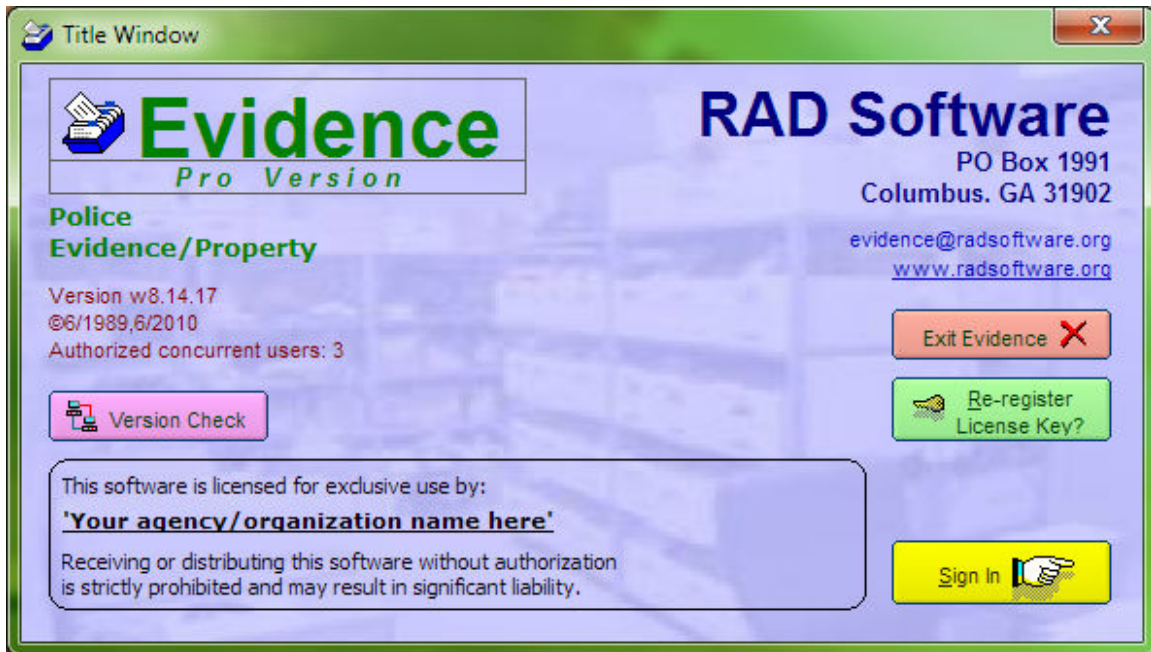 Title Window
Evidence
Pro Version
Police
Evidence/Property
Version w8.14.17
©6/1989,6/2010
Authorized concurrent users: 3
Version Check
RAD Software
PO Box 1991
Columbus. GA 31902
evidence@radsoftware.org
www.radsoftware.org
Exit Evidence
Re-register
License Key?
This software is licensed for exclusive use by:
'Your agency/organization name here'
Receiving or distributing this software without authorization
is strictly prohibited and may result in significant liability.
Sign In